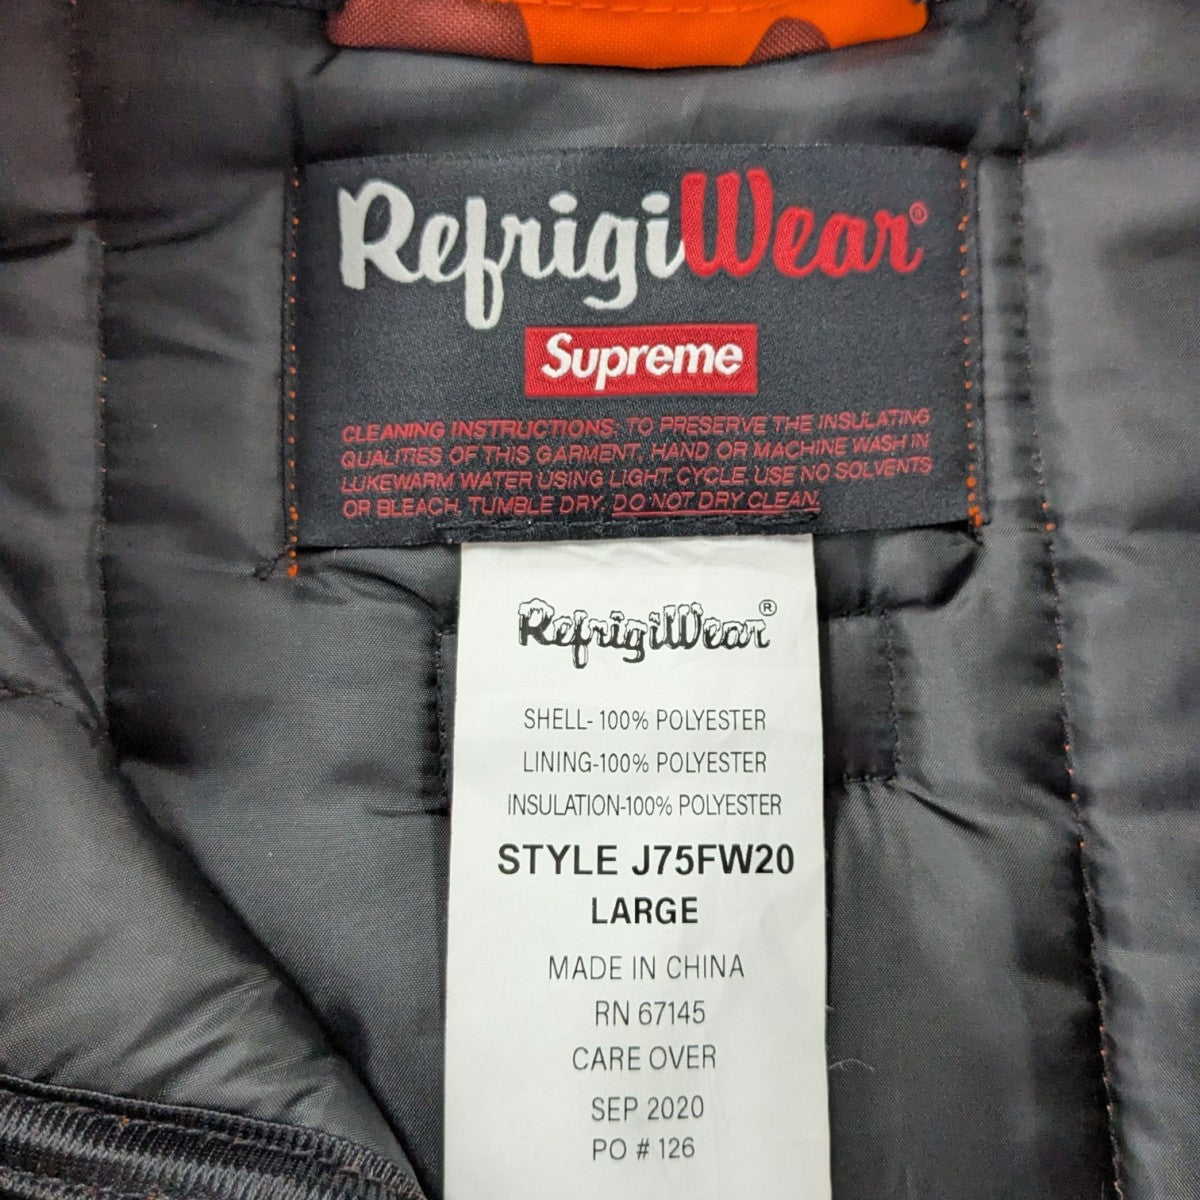 RefrigiWear®
Supreme
CLEANING INSTRUCTIONS: TO PRESERVE THE INSULATING
QUALITIES OF THIS GARMENT, HAND OR MACHINE WASH IN
LUKEWARM WATER USING LIGHT CYCLE. USE NO SOLVENTS
OR BLEACH. TUMBLE DRY. DO NOT DRY CLEAN.
RefrigiWear®
SHELL- 100% POLYESTER
LINING-100% POLYESTER
INSULATION-100% POLYESTER
STYLE J75FW20
LARGE
MADE IN CHINA
RN 67145
CARE OVER
SEP 2020
PO # 126